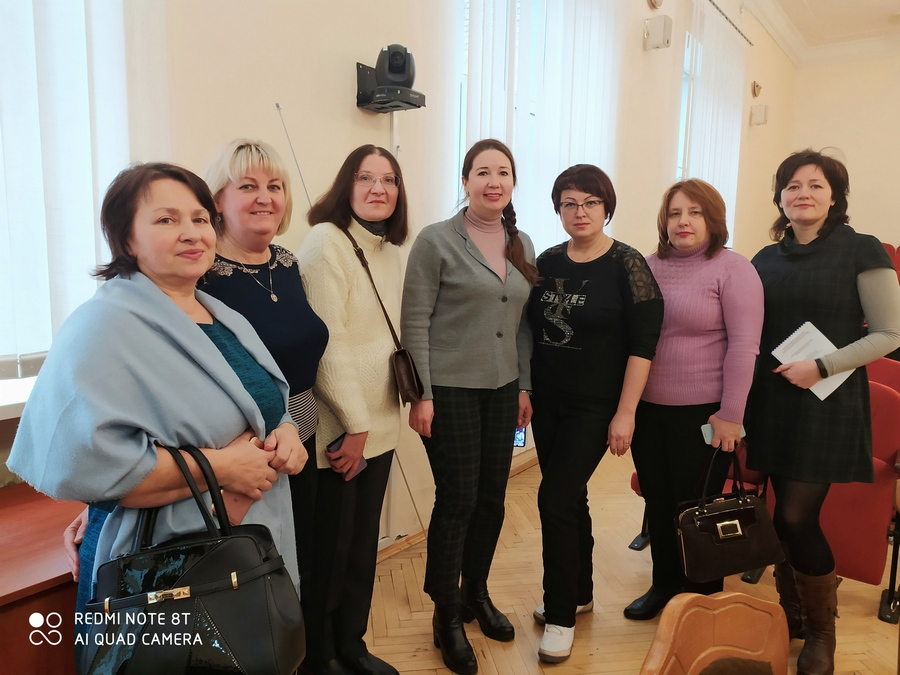 STYLE
REDMI NOTE 8T
AI QUAD CAMERA